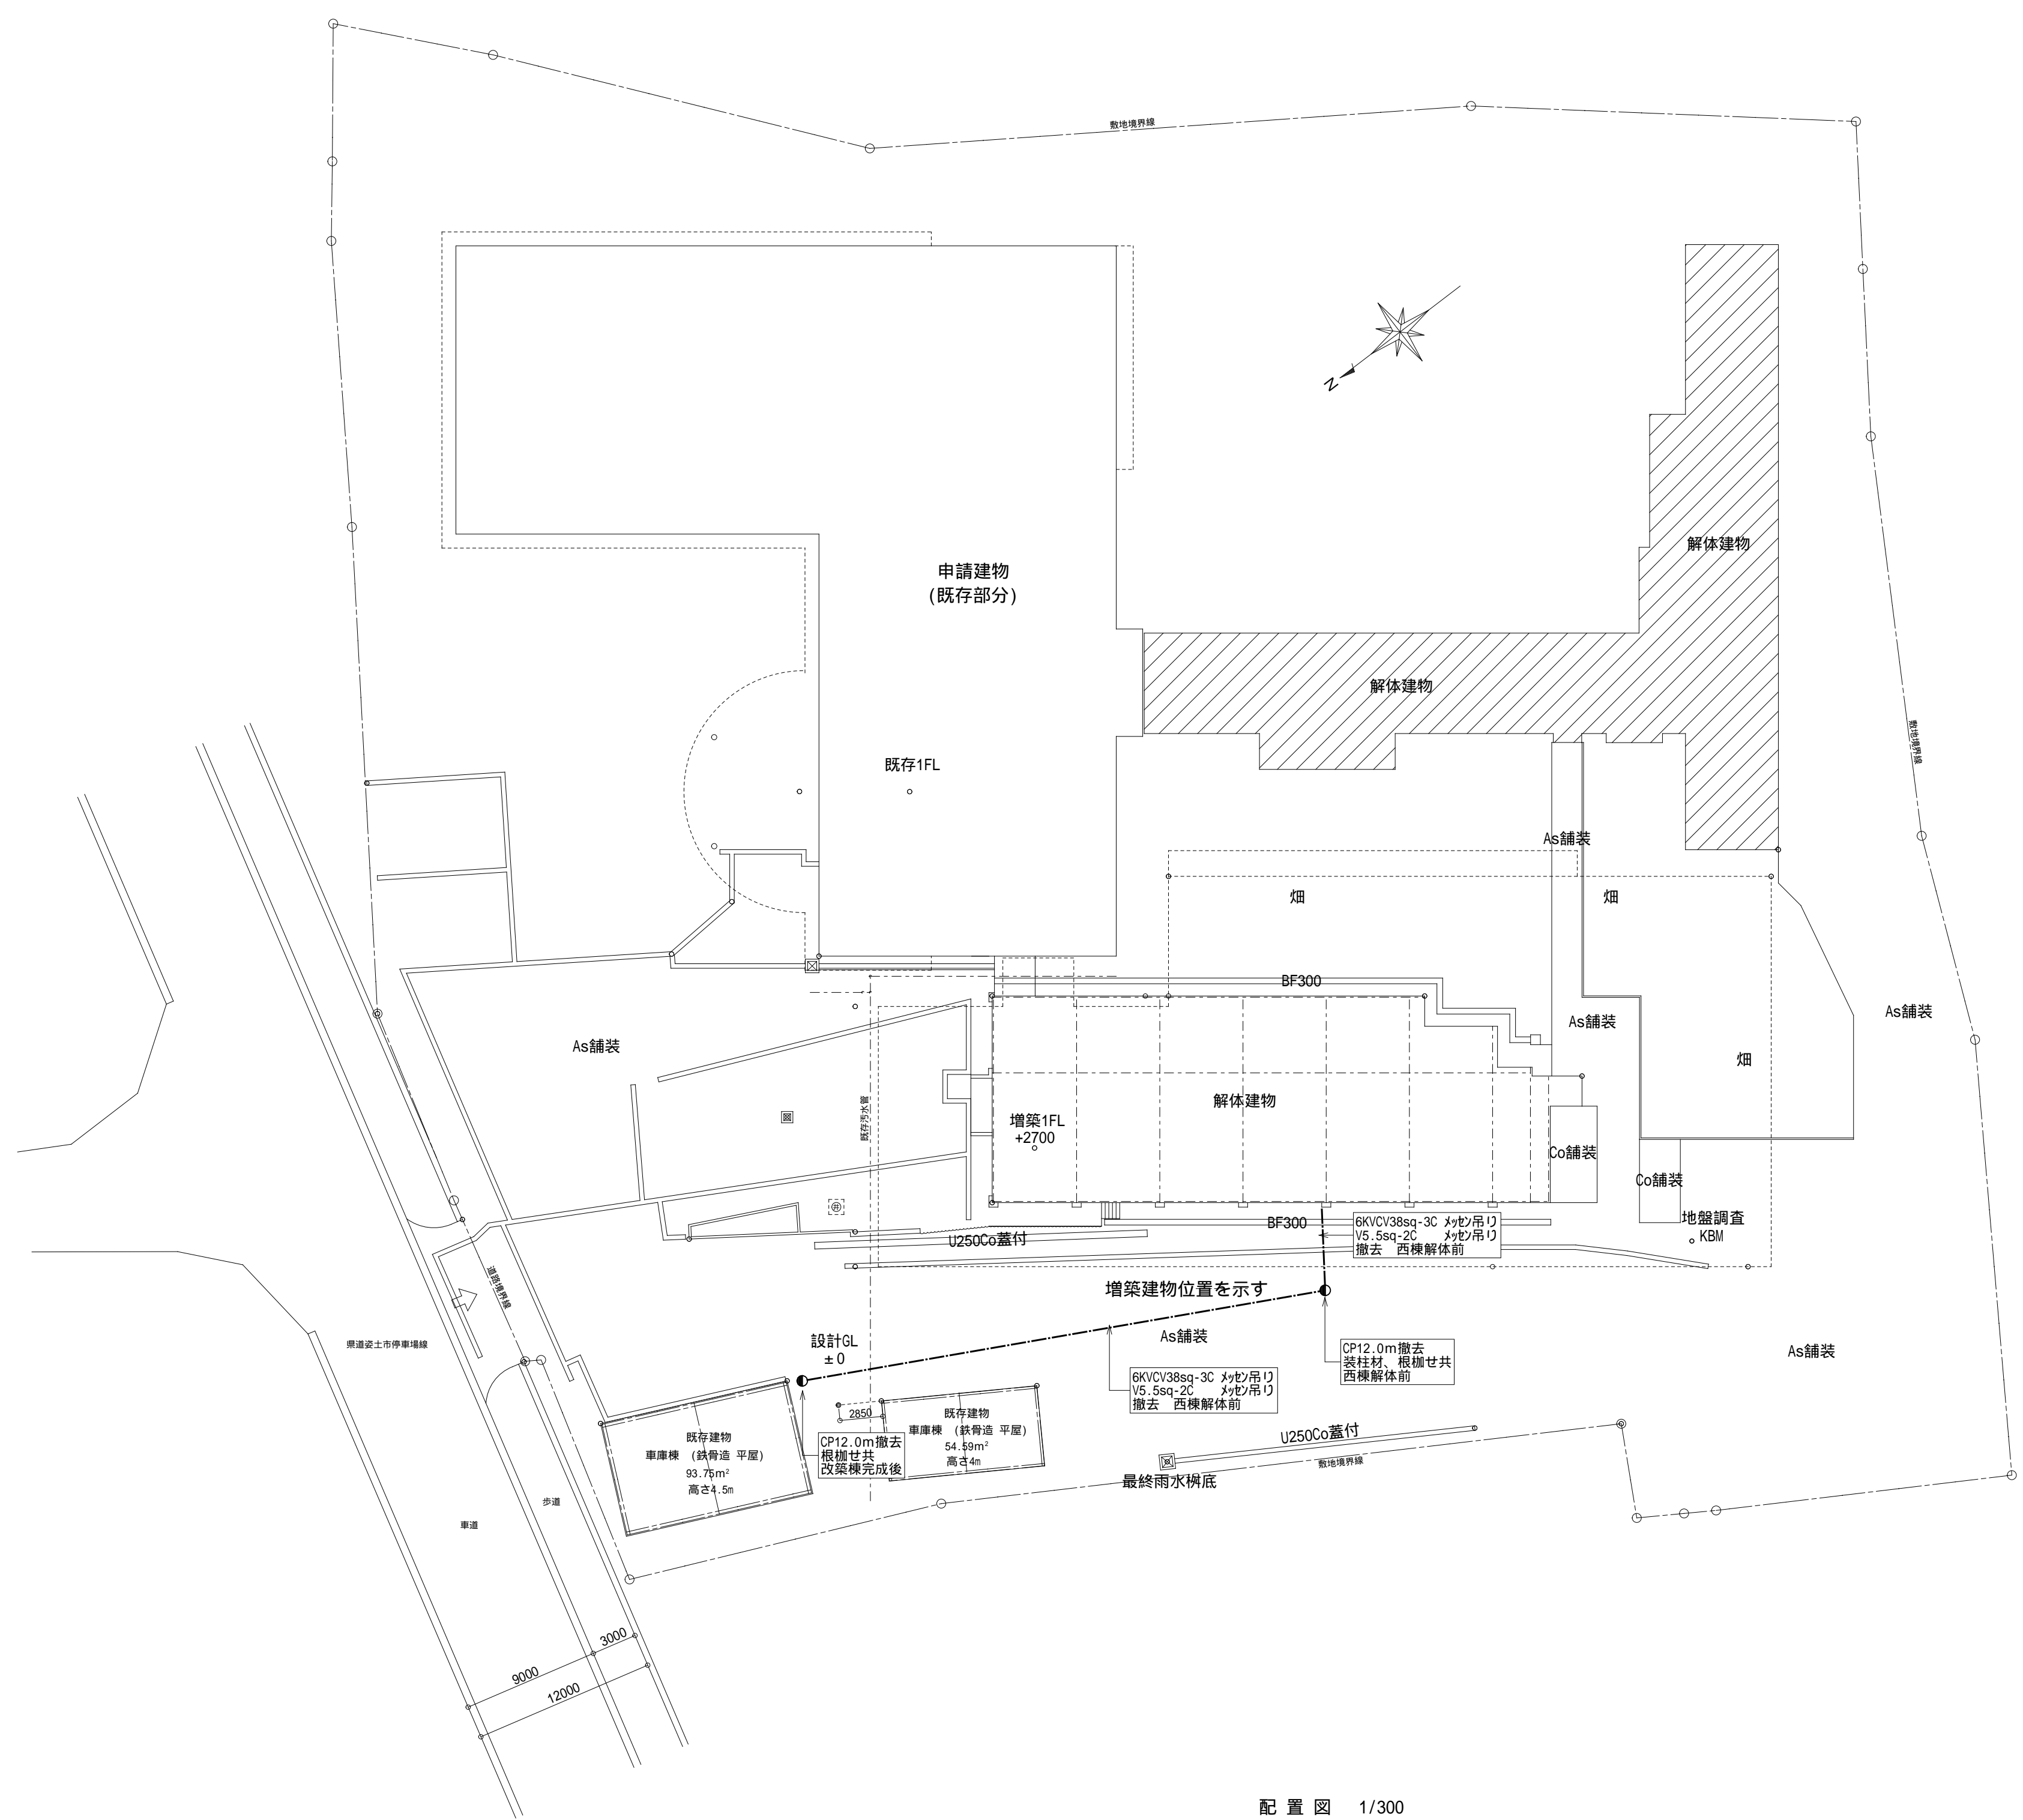 敷地境界線
N
解体建物
申請建物
(既存部分)
解体建物
既存1FL
敷地境界線
As舗装
畑
畑
BF300
As舗装
As舗装
As舗装
畑
既存汚水管
解体建物
増築1FL
+2700
Co舗装
Co舗装
地盤調査
KBM
BF300
U250Co蓋付
6KVCV38sq-3C メッセン吊り
V5.5sq-2C メッセン吊り
撤去 西棟解体前
道路境界線
増築建物位置を示す
県道姿土市停車場線
設計GL
±0
As舗装
As舗装
CP12.0m撤去
装柱材、根枷せ共
西棟解体前
6KVCV38sq-3C メッセン吊り
V5.5sq-2C メッセン吊り
撤去 西棟解体前
2850
既存建物
車庫棟 (鉄骨造 平屋)
54.59m²
高さ4m
既存建物
車庫棟 (鉄骨造 平屋)
93.75m²
高さ4.5m
CP12.0m撤去
根枷せ共
改築棟完成後
U250Co蓋付
敷地境界線
最終雨水桝底
歩道
車道
3000
9000
12000
配置図 1/300